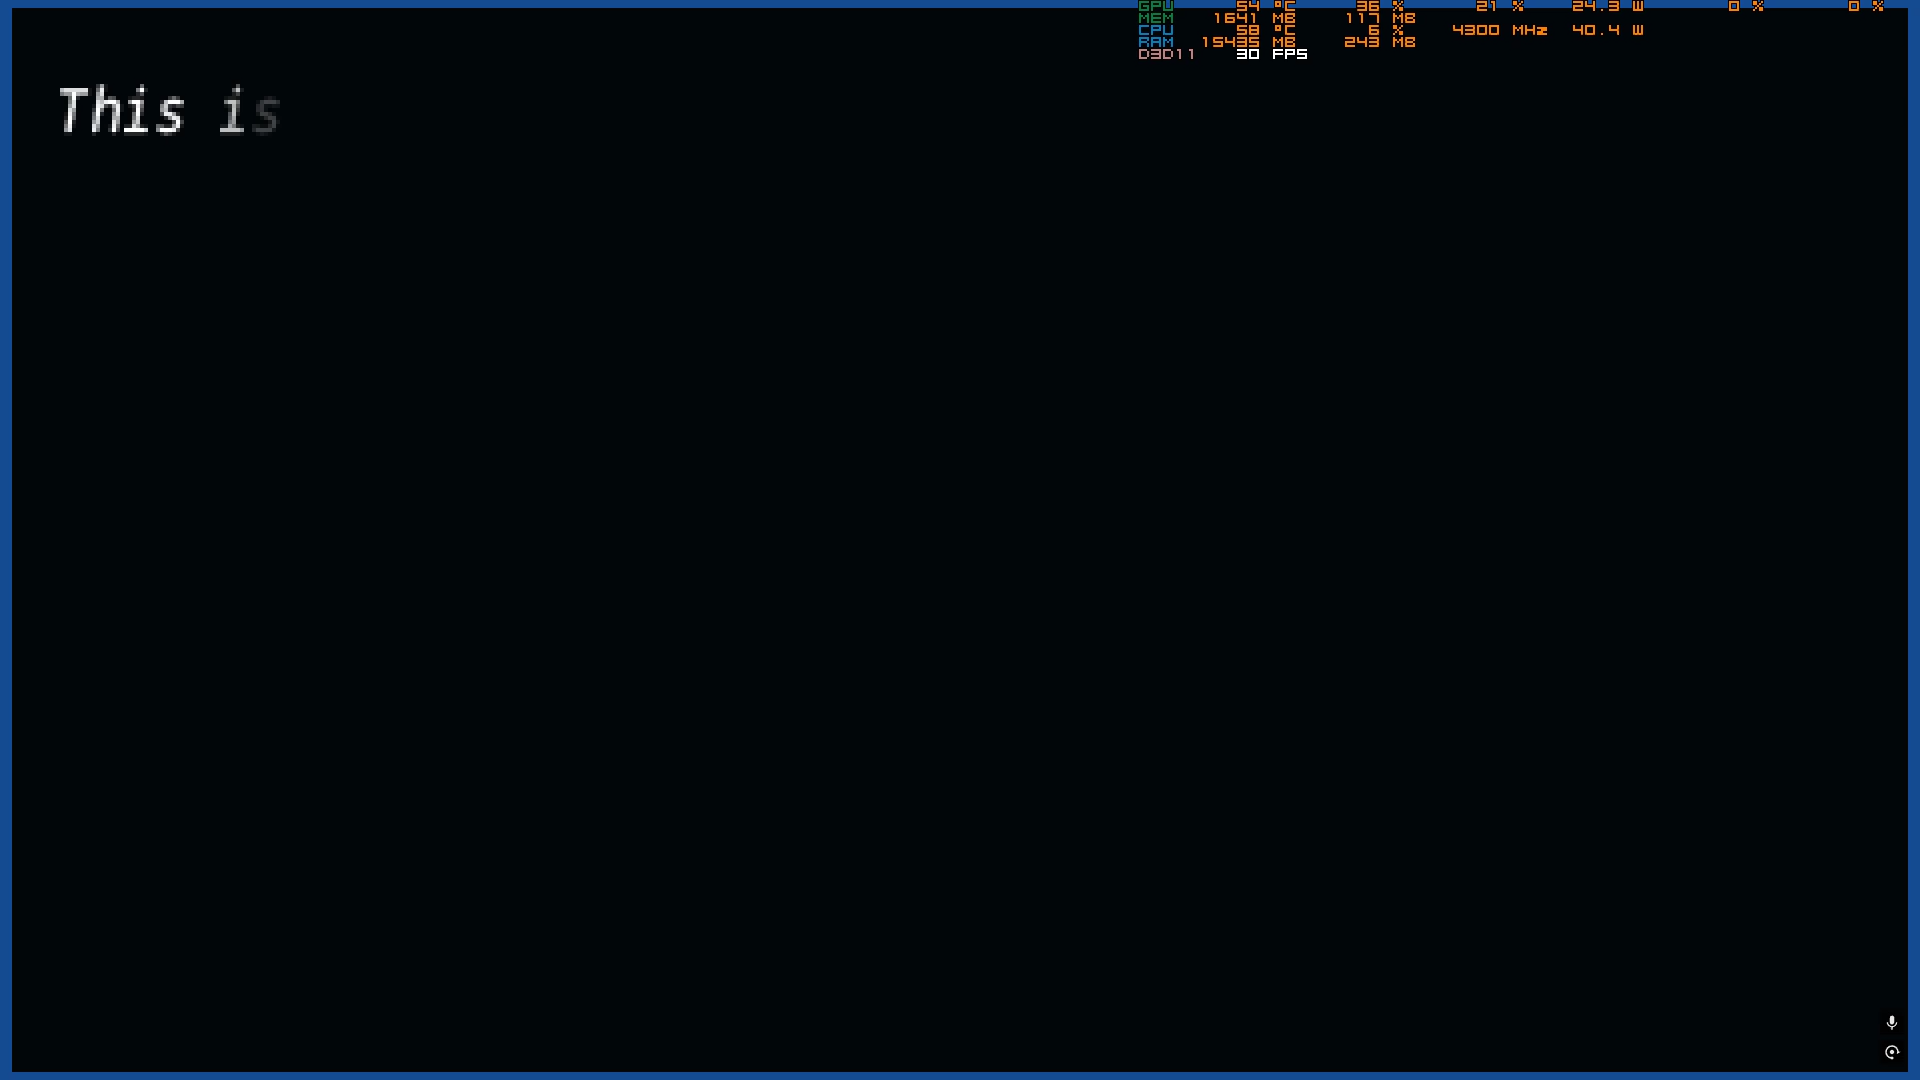 GPU 54 °C 36 % 21 % 24.3 W 0 % 0 %
MEM 1641 MB 117 MB
CPU 58 °C 6 % 4300 MHz 40.4 W
RAM 15435 MB 243 MB
D3D11 30 FPS
This is